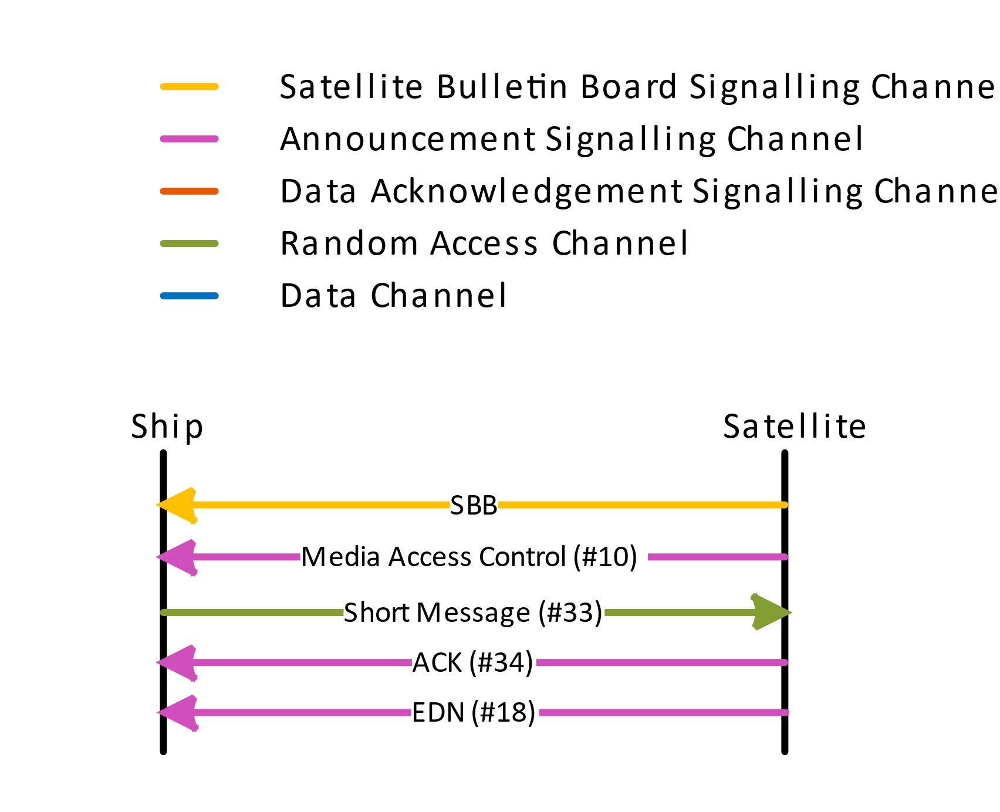 Satellite Bulletin Board Signalling Channe
Announcement Signalling Channel
Data Acknowledgement Signalling Channe
Random Access Channel
Data Channel
Ship
Satellite
SBB
Media Access Control (#10)
Short Message (#33)
ACK (#34)
EDN (#18)